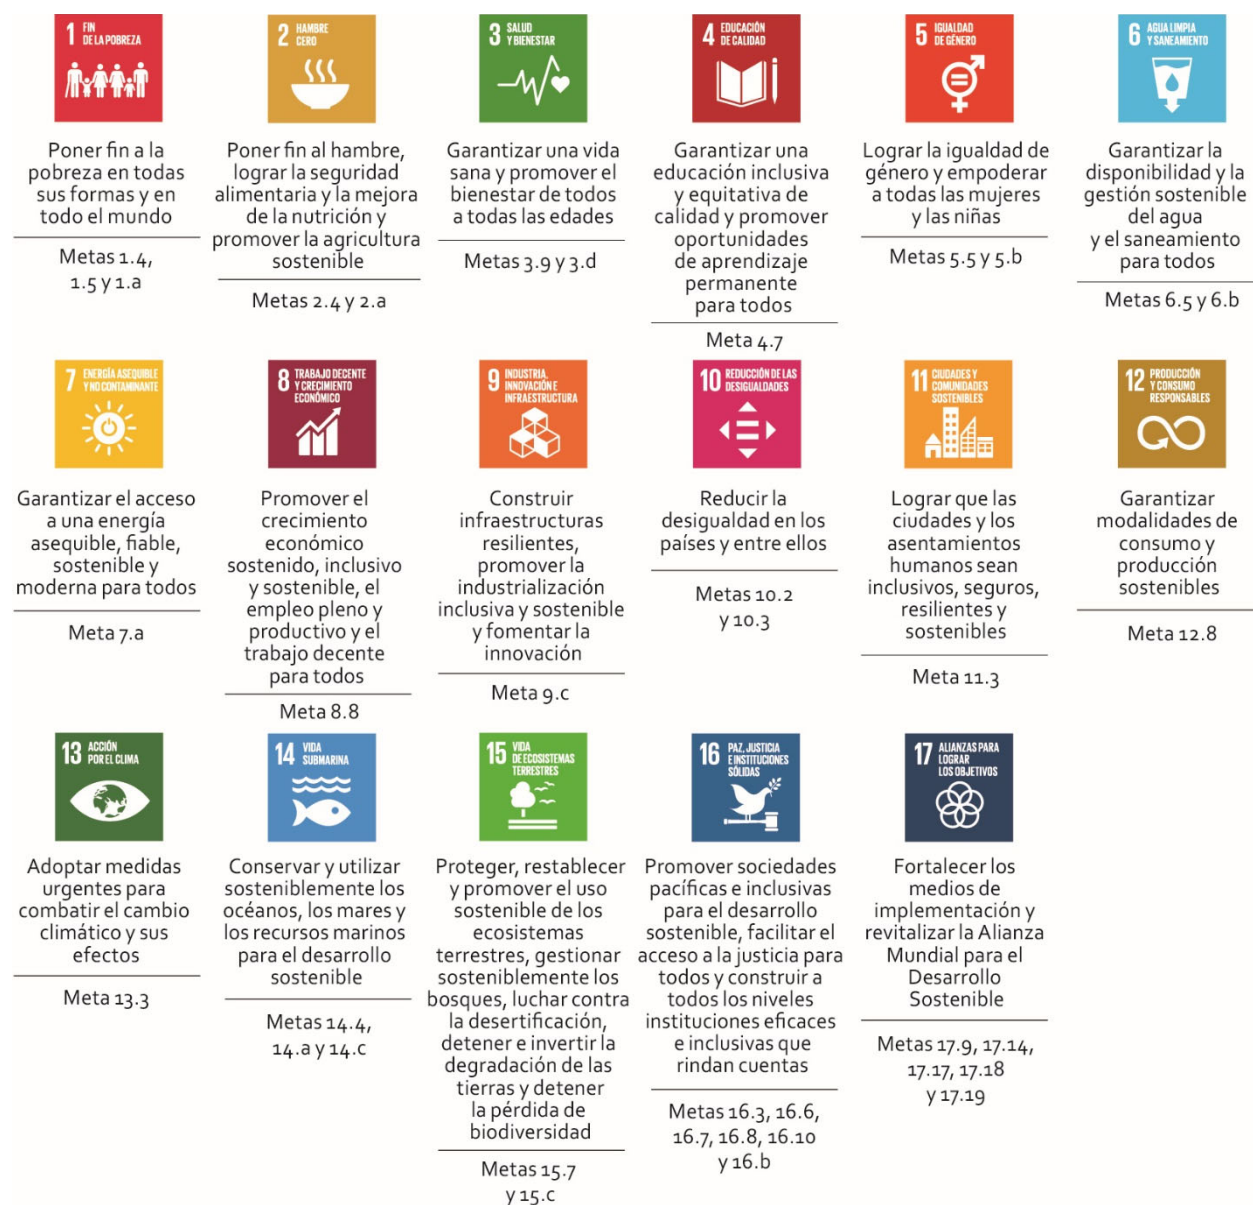 1 FIN
DE LA POBREZA
Poner fin a la
pobreza en todas
sus formas y en
todo el mundo
Metas 1.4,
1.5 y 1.a
2 HAMBRE
CERO
Poner fin al hambre,
lograr la seguridad
alimentaria y la mejora
de la nutrición y
promover la agricultura
sostenible
Metas 2.4 y 2.a
3 SALUD
Y BIENESTAR
Garantizar una vida
sana y promover el
bienestar de todos
a todas las edades
Metas 3.9 y 3.d
4 EDUCACIÓN
DE CALIDAD
Garantizar una
educación inclusiva
y equitativa de
calidad y promover
oportunidades
de aprendizaje
permanente
para todos
Meta 4.7
5 IGUALDAD
DE GÉNERO
Lograr la igualdad de
género y empoderar
a todas las mujeres
y las niñas
Metas 5.5 y 5.b
6 AGUA LIMPIA
Y SANEAMIENTO
Garantizar la
disponibilidad y la
gestión sostenible
del agua
y el saneamiento
para todos
Metas 6.5 y 6.b
7 ENERGÍA ASEQUIBLE
Y NO CONTAMINANTE
Garantizar el acceso
a una energía
asequible, fiable,
sostenible y
moderna para todos
Meta 7.a
8 TRABAJO DECENTE
Y CRECIMIENTO
ECONÓMICO
Promover el
crecimiento
económico
sostenido, inclusivo
y sostenible, el
empleo pleno y
productivo y el
trabajo decente
para todos
Meta 8.8
9 INDUSTRIA,
INNOVACIÓN E
INFRAESTRUCTURA
Construir
infraestructuras
resilientes,
promover la
industrialización
inclusiva y sostenible
y fomentar la
innovación
Meta 9.c
10 REDUCCIÓN DE LAS
DESIGUALDADES
Reducir la
desigualdad en los
países y entre ellos
Metas 10.2
y 10.3
11 CIUDADES Y
COMUNIDADES
SOSTENIBLES
Lograr que las
ciudades y los
asentamientos
humanos sean
inclusivos, seguros,
resilientes y
sostenibles
Meta 11.3
12 PRODUCCIÓN
Y CONSUMO
RESPONSABLES
Garantizar
modalidades de
consumo y
producción
sostenibles
Meta 12.8
13 ACCIÓN
POR EL CLIMA
Adoptar medidas
urgentes para
combatir el cambio
climático y sus
efectos
Meta 13.3
14 VIDA
SUBMARINA
Conservar y utilizar
sosteniblemente los
océanos, los mares y
los recursos marinos
para el desarrollo
sostenible
Metas 14.4,
14.a y 14.c
15 VIDA
DE ECOSISTEMAS
TERRESTRES
Proteger, restablecer
y promover el uso
sostenible de los
ecosistemas
terrestres, gestionar
sosteniblemente los
bosques, luchar contra
la desertificación,
detener e invertir la
degradación de las
tierras y detener
la pérdida de
biodiversidad
Metas 15.7
y 15.c
16 PAZ, JUSTICIA
E INSTITUCIONES
SÓLIDAS
Promover sociedades
pacíficas e inclusivas
para el desarrollo
sostenible, facilitar el
acceso a la justicia para
todos y construir a
todos los niveles
instituciones eficaces
e inclusivas que
rindan cuentas
Metas 16.3, 16.6,
16.7, 16.8, 16.10
y 16.b
17 ALIANZAS PARA
LOGRAR
LOS OBJETIVOS
Fortalecer los
medios de
implementación y
revitalizar la Alianza
Mundial para el
Desarrollo
Sostenible
Metas 17.9, 17.14,
17.17, 17.18
y 17.19